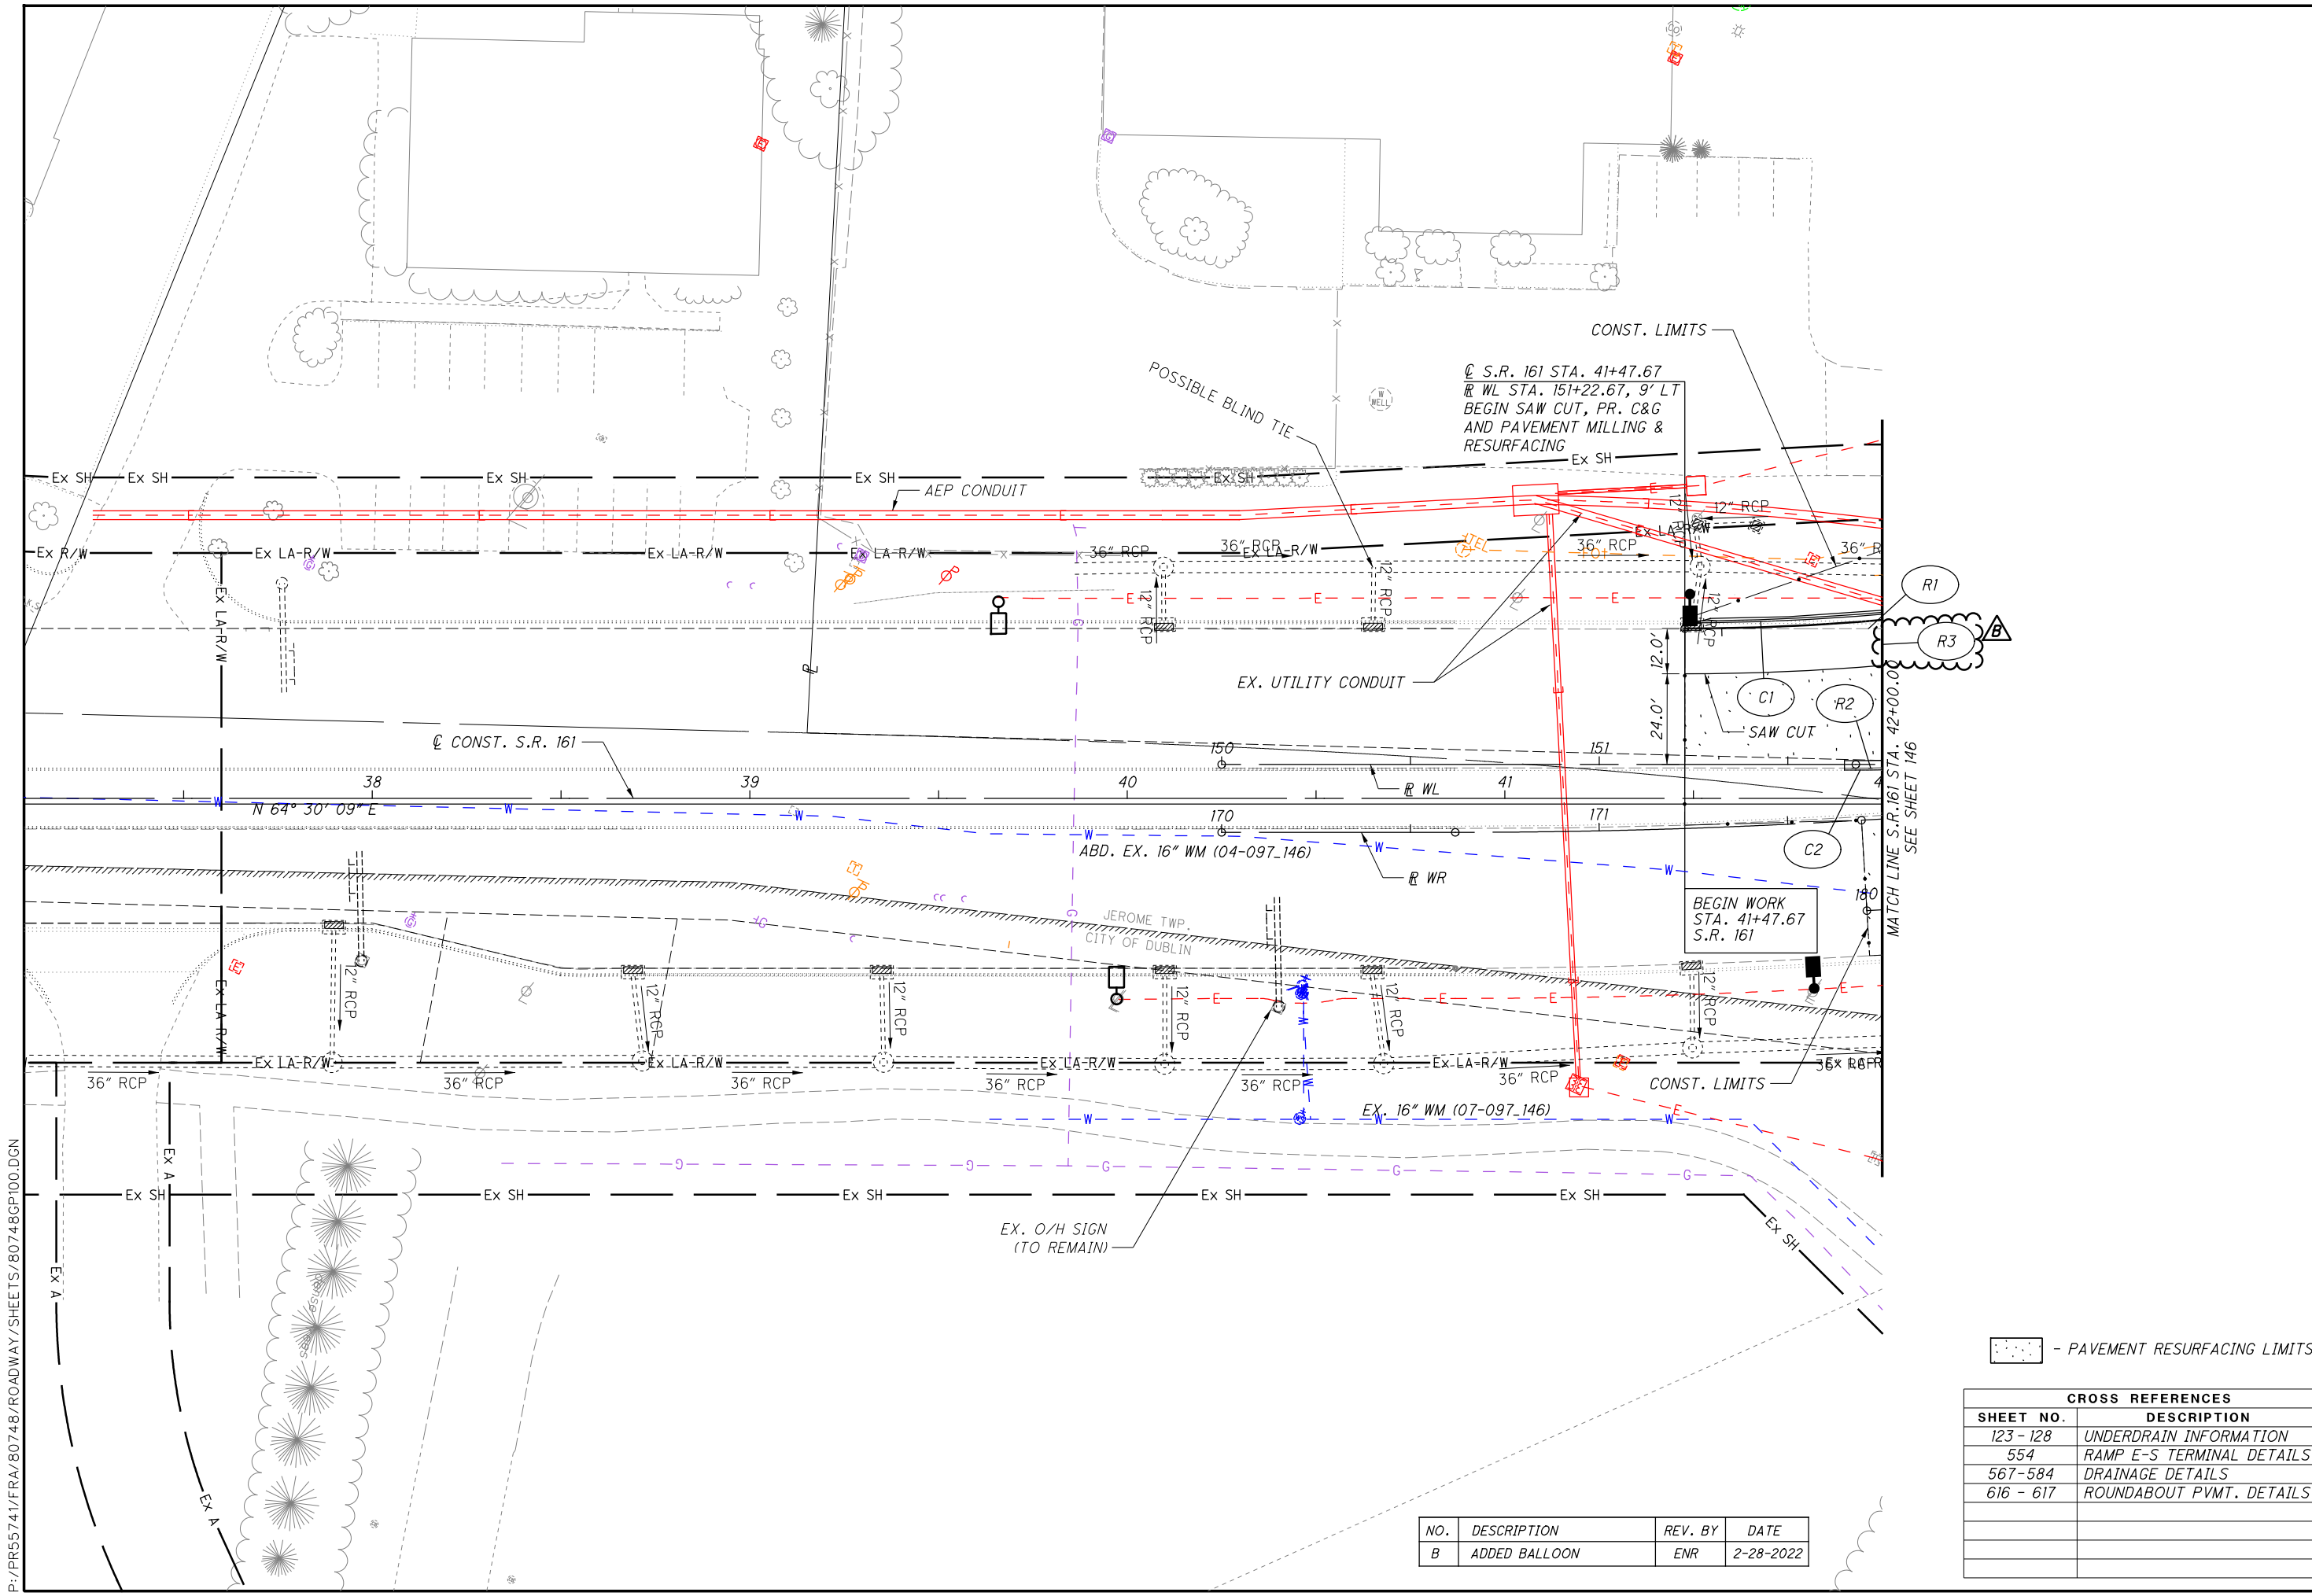 CONST. LIMITS
℄ S.R. 161 STA. 41+47.67
R WL STA. 151+22.67, 9' LT
BEGIN SAW CUT, PR. C&G
AND PAVEMENT MILLING &
RESURFACING
POSSIBLE BLIND TIE
W
WELL
Ex SH
Ex SH
Ex SH
Ex SH
Ex SH
Ex SH
AEP CONDUIT
E
E
E
E
E
E
E
12" RCP
12" RCP
Ex R/W
Ex LA-R/W
Ex LA-R/W
Ex LA-R/W
36" RCP
36" RCP
Ex LA-R/W
TEL
36" RCP
Ex LA-R/W
36" R
Ex LA-R/W
12" RCP
E
E
E
12" RCP
12" RCP
R1
R3
B
G
12.0'
EX. UTILITY CONDUIT
E
24.0'
C1
R2
SAW CUT
℄ CONST. S.R. 161
150
151
38
39
40
41
4
R WL
N 64° 30' 09" E
W
W
W
W
W
W
170
171
ABD. EX. 16" WM (04-097_146)
R WR
C2
MATCH LINE S.R.161 STA. 42+00.00
SEE SHEET 146
180
BEGIN WORK
STA. 41+47.67
S.R. 161
JEROME TWP.
CITY OF DUBLIN
G
12" RCP
12" RCP
12" RCP
12" RCP
12" RCP
12" RCP
E
E
E
E
W
W
Ex LA-R/W
Ex LA-R/W
Ex LA-R/W
Ex LA-R/W
Ex LA-R/W
36" RCP
36" RCP
36" RCP
36" RCP
36" RCP
36" RCP
36" RCP
CONST. LIMITS
EX. 16" WM (07-097_146)
W
W
W
E
G
G
G
G
G
Ex SH
Ex SH
Ex SH
Ex SH
Ex SH
Ex SH
EX. O/H SIGN
(TO REMAIN)
Ex A
Ex A
Ex A
P:/PR55741/FRA/80748/ROADWAY/SHEETS/80748GP100.DGN
- PAVEMENT RESURFACING LIMITS
CROSS REFERENCES
SHEET NO. DESCRIPTION
123 - 128 UNDERDRAIN INFORMATION
554 RAMP E-S TERMINAL DETAILS
567-584 DRAINAGE DETAILS
616 - 617 ROUNDABOUT PVMT. DETAILS
NO. DESCRIPTION REV. BY DATE
B ADDED BALLOON ENR 2-28-2022